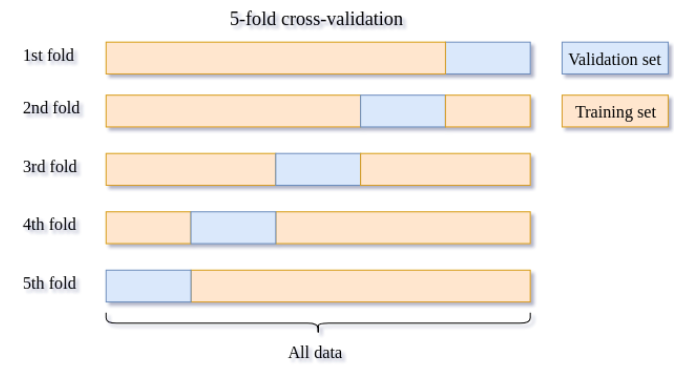 5-fold cross-validation
1st fold
Validation set
2nd fold
Training set
3rd fold
4th fold
5th fold
All data